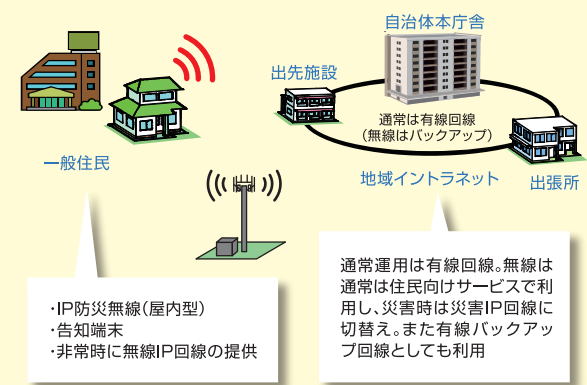 自治体本庁舎
出先施設
通常は有線回線
(無線はバックアップ)
一般住民
地域イントラネット
出張所
・IP防災無線(屋内型)
・告知端末
・非常時に無線IP回線の提供
通常運用は有線回線。無線は
通常は住民向けサービスで利
用し、災害時は災害IP回線に
切替え。また有線バックアッ
プ回線としても利用